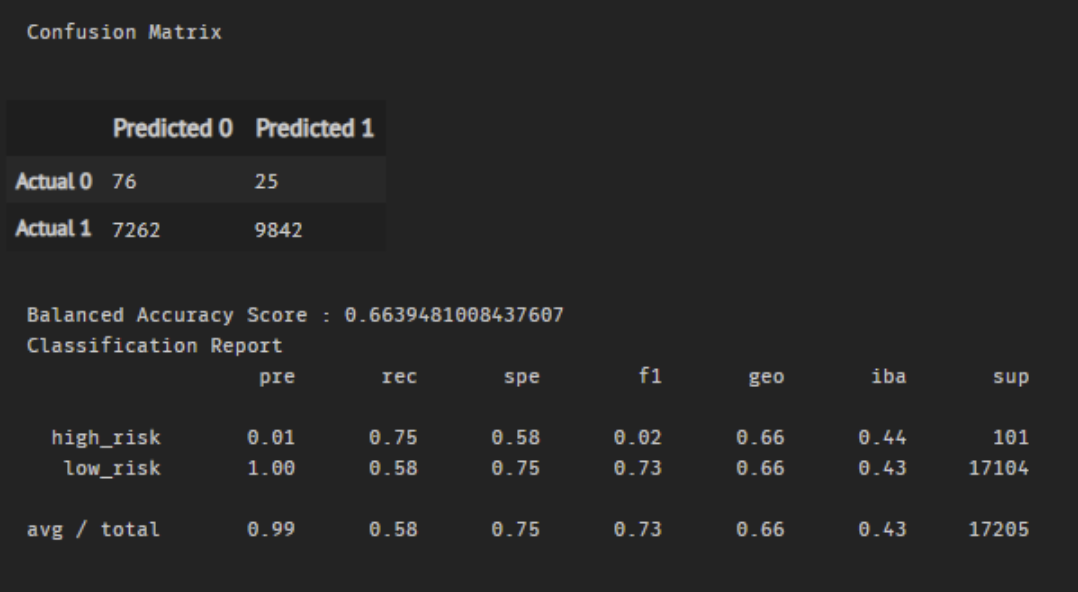 Confusion Matrix
Predicted 0 Predicted 1
Actual 0 76 25
Actual 1 7262 9842
Balanced Accuracy Score : 0.6639481008437607
Classification Report
pre rec spe f1 geo iba sup
high_risk 0.01 0.75 0.58 0.02 0.66 0.44 101
low_risk 1.00 0.58 0.75 0.73 0.66 0.43 17104
avg / total 0.99 0.58 0.75 0.73 0.66 0.43 17205